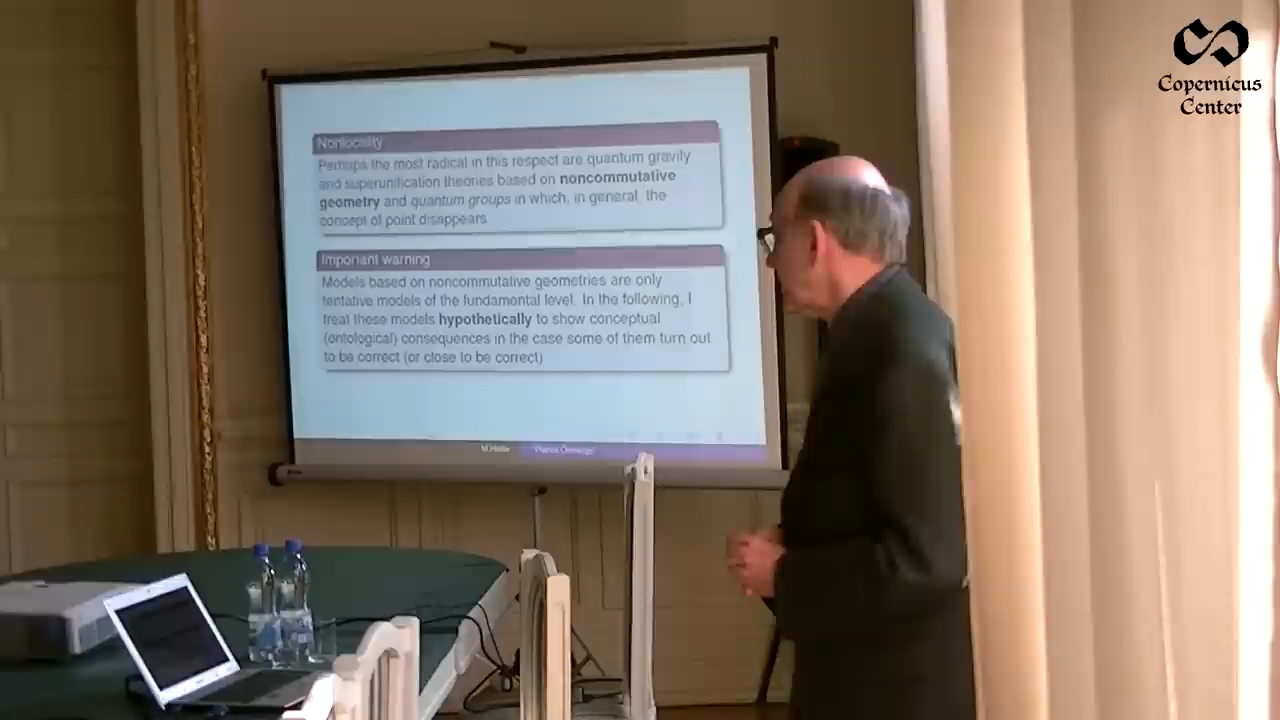 Copernicus
Center
Nonlocality
Perhaps the most radical in this respect are quantum gravity
and superunification theories based on noncommutative
geometry and quantum groups in which, in general, the
concept of point disappears
Important warning
Models based on noncommutative geometries are only
tentative models of the fundamental level. In the following, I
treat these models hypothetically to show conceptual
(ontological) consequences in the case some of them turn out
to be correct (or close to be correct)
M.Heller